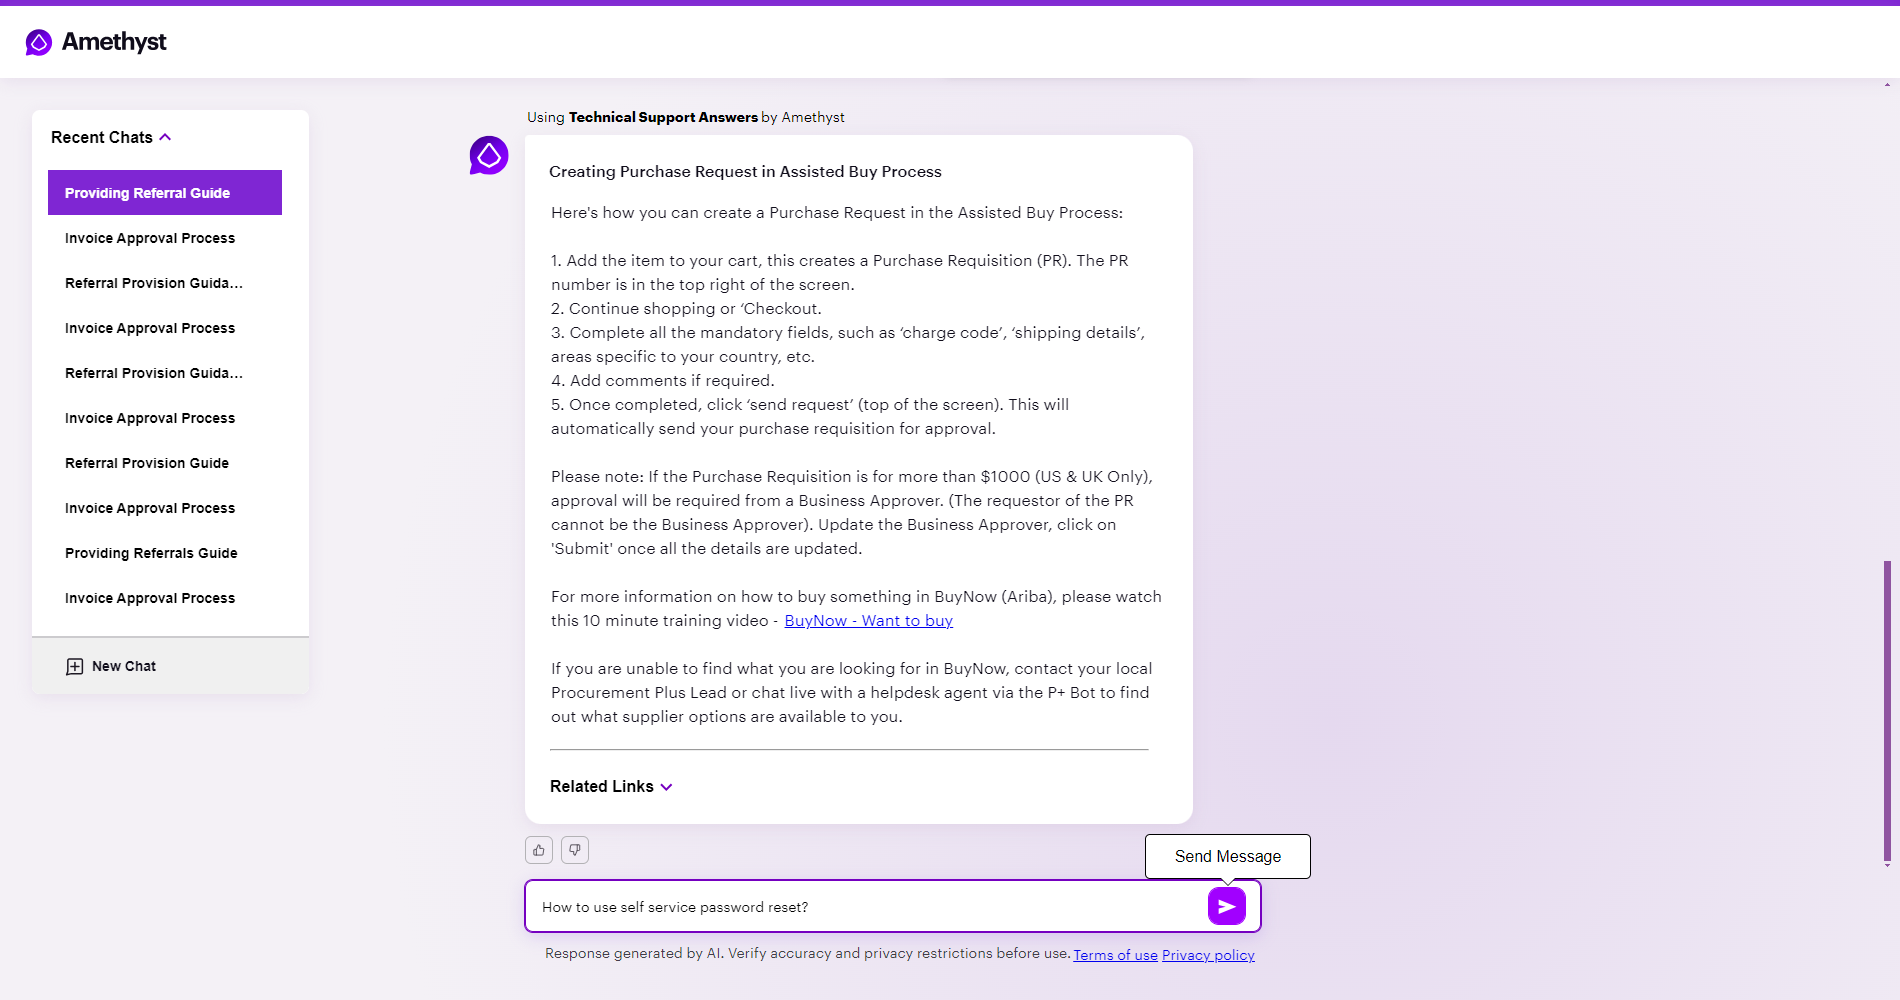 Amethyst
Recent Chats
Providing Referral Guide
Invoice Approval Process
Referral Provision Guida...
Invoice Approval Process
Referral Provision Guida...
Invoice Approval Process
Referral Provision Guide
Invoice Approval Process
Providing Referrals Guide
Invoice Approval Process
New Chat
Using Technical Support Answers by Amethyst
Creating Purchase Request in Assisted Buy Process
Here's how you can create a Purchase Request in the Assisted Buy Process:
1. Add the item to your cart, this creates a Purchase Requisition (PR). The PR
number is in the top right of the screen.
2. Continue shopping or ‘Checkout.
3. Complete all the mandatory fields, such as ‘charge code’, ‘shipping details’,
areas specific to your country, etc.
4. Add comments if required.
5. Once completed, click ‘send request’ (top of the screen). This will
automatically send your purchase requisition for approval.
Please note: If the Purchase Requisition is for more than $1000 (US & UK Only),
approval will be required from a Business Approver. (The requestor of the PR
cannot be the Business Approver). Update the Business Approver, click on
'Submit' once all the details are updated.
For more information on how to buy something in BuyNow (Ariba), please watch
this 10 minute training video - BuyNow - Want to buy
If you are unable to find what you are looking for in BuyNow, contact your local
Procurement Plus Lead or chat live with a helpdesk agent via the P+ Bot to find
out what supplier options are available to you.
Related Links
Send Message
How to use self service password reset?
Response generated by AI. Verify accuracy and privacy restrictions before use. Terms of use Privacy policy